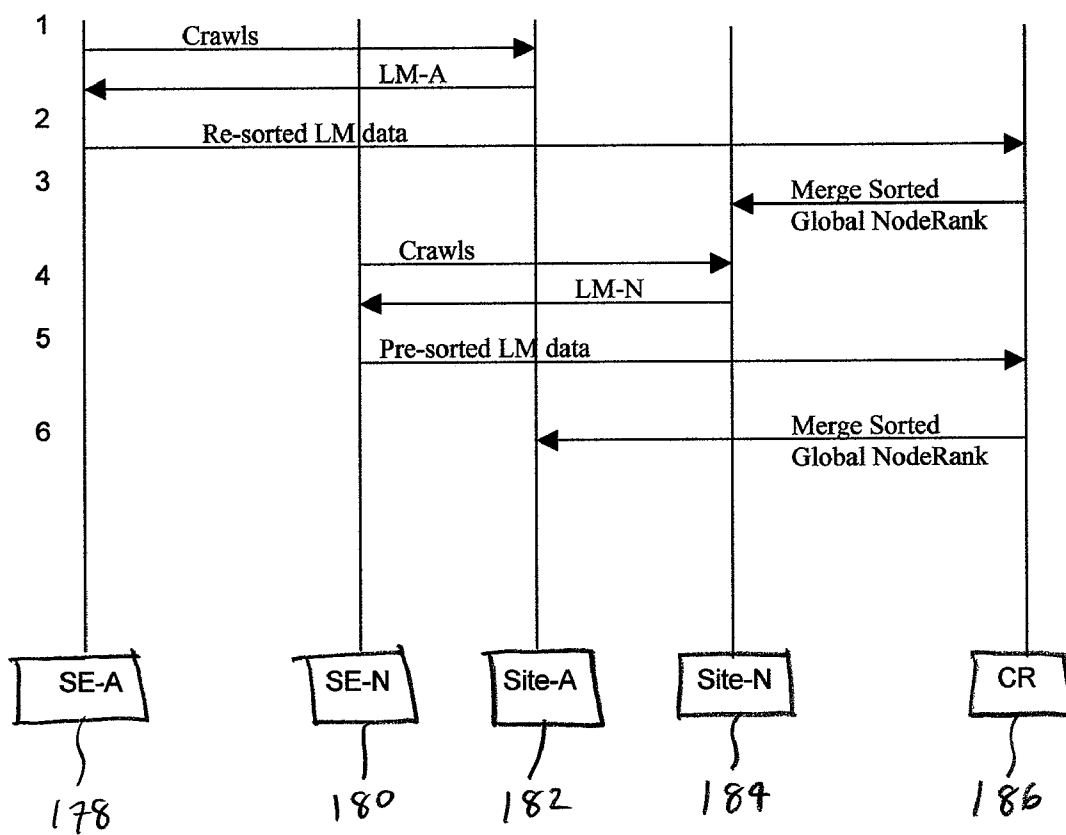 1
Crawls
LM-A
2
Re-sorted LM data
3
Merge Sorted
Global NodeRank
4
Crawls
LM-N
5
Pre-sorted LM data
6
Merge Sorted
Global NodeRank
SE-A
SE-N
Site-A
Site-N
CR
178
180
182
184
186